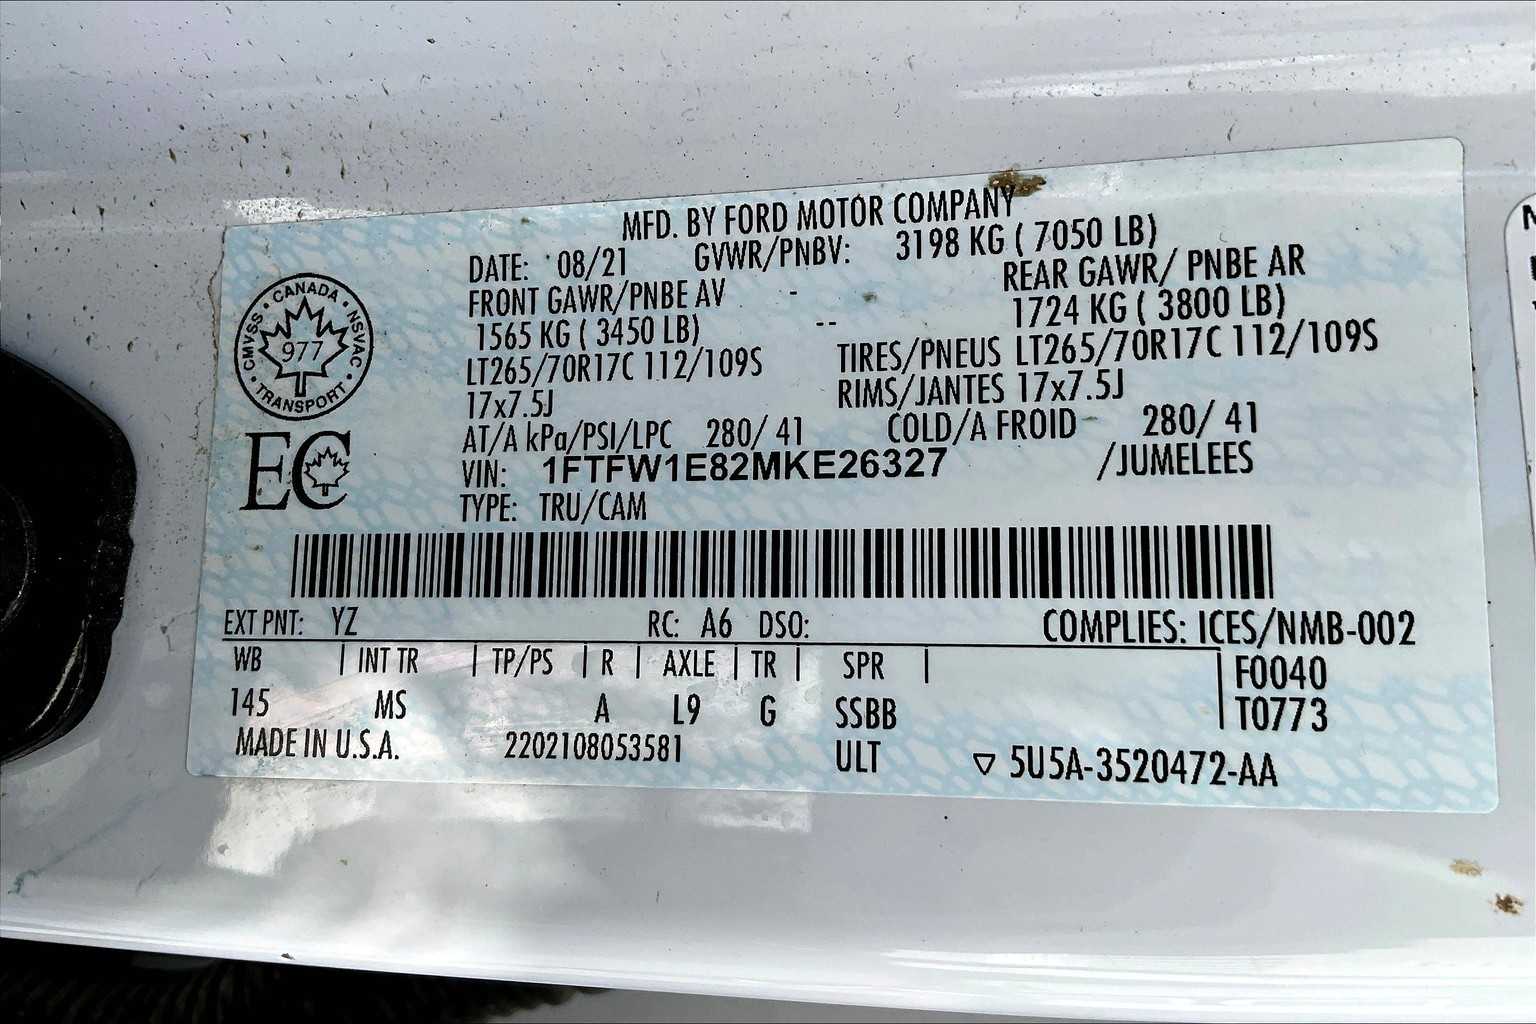 MFD. BY FORD MOTOR COMPANY
DATE: 08/21 GVWR/PNBV: 3198 KG ( 7050 LB)
FRONT GAWR/PNBE AV - REAR GAWR/ PNBE AR
1565 KG ( 3450 LB) -- 1724 KG ( 3800 LB)
LT265/70R17C 112/109S TIRES/PNEUS LT265/70R17C 112/109S
17x7.5J RIMS/JANTES 17x7.5J
AT/A kPa/PSI/LPC 280/ 41 COLD/A FROID 280/ 41
VIN: 1FTFW1E82MKE26327 /JUMELEES
TYPE: TRU/CAM
CMVSS • CANADA • NSVAC • TRANSPORT •
977
EC
EXT PNT: YZ RC: A6 DSO: COMPLIES: ICES/NMB-002
WB | INT TR | TP/PS | R | AXLE | TR | SPR | F0040
145 MS A L9 G SSBB T0773
MADE IN U.S.A. 2202108053581 ULT ▽ 5U5A-3520472-AA